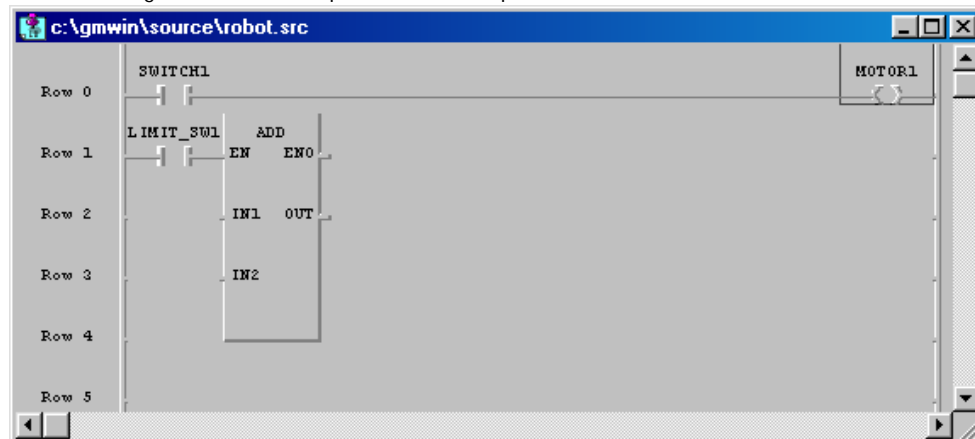 c:\gmwin\source\robot.src
SWITCH1 MOTOR1
Row 0
LIMIT_SW1 ADD
Row 1 EN ENO
Row 2 IN1 OUT
Row 3 IN2
Row 4
Row 5